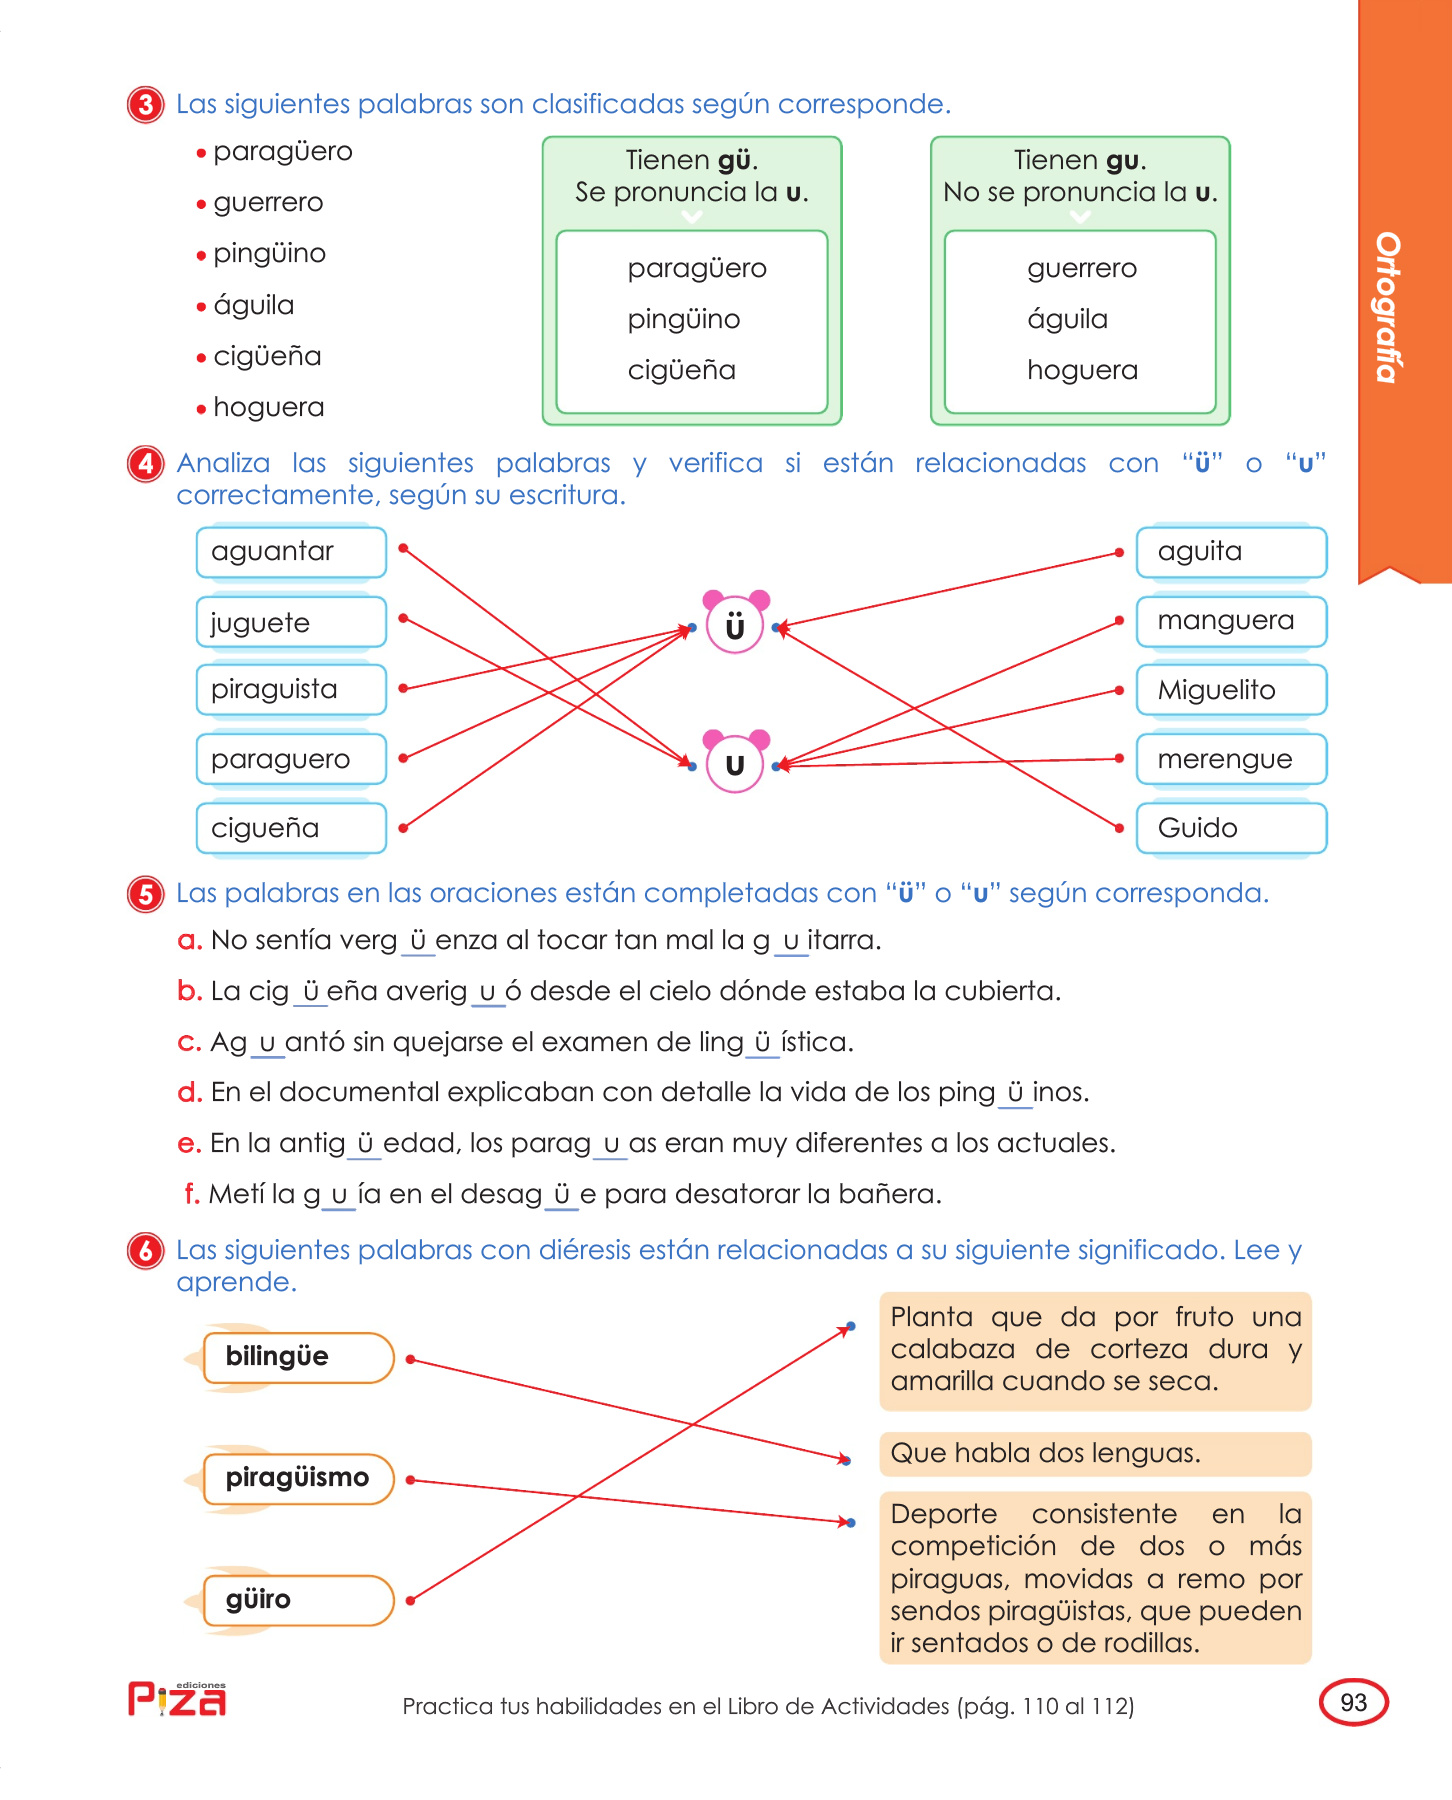 3 Las siguientes palabras son clasificadas según corresponde.
• paragüero
• guerrero
• pingüino
• águila
• cigüeña
• hoguera
Tienen gü.
Se pronuncia la u.
paragüero
pingüino
cigüeña
Tienen gu.
No se pronuncia la u.
guerrero
águila
hoguera
Ortografía
4 Analiza las siguientes palabras y verifica si están relacionadas con “ü” o “u”
correctamente, según su escritura.
aguantar
juguete
piraguista
paraguero
cigueña
ü
u
aguita
manguera
Miguelito
merengue
Guido
5 Las palabras en las oraciones están completadas con “ü” o “u” según corresponda.
a. No sentía verg ü enza al tocar tan mal la g u itarra.
b. La cig ü eña averig u ó desde el cielo dónde estaba la cubierta.
c. Ag u antó sin quejarse el examen de ling ü ística.
d. En el documental explicaban con detalle la vida de los ping ü inos.
e. En la antig ü edad, los parag u as eran muy diferentes a los actuales.
f. Metí la g u ía en el desag ü e para desatorar la bañera.
6 Las siguientes palabras con diéresis están relacionadas a su siguiente significado. Lee y
aprende.
bilingüe
piragüismo
güiro
Planta que da por fruto una
calabaza de corteza dura y
amarilla cuando se seca.
Que habla dos lenguas.
Deporte consistente en la
competición de dos o más
piraguas, movidas a remo por
sendos piragüistas, que pueden
ir sentados o de rodillas.
ediciones
Piza
Practica tus habilidades en el Libro de Actividades (pág. 110 al 112)
93